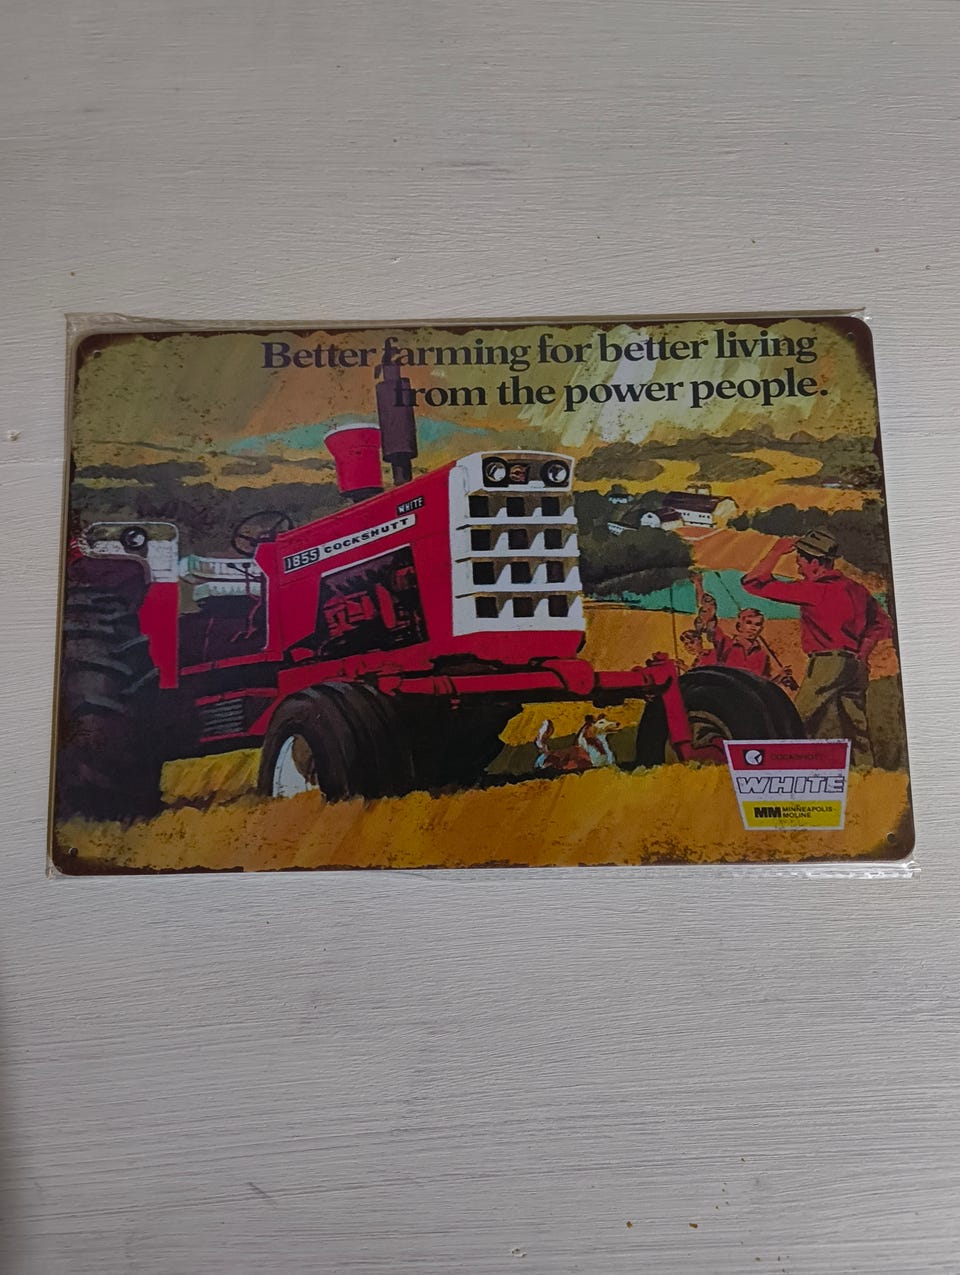 Better farming for better living
from the power people.
WHITE
1855 COCKSHUTT
COCKSHUTT
WHITE
MM MINNEAPOLIS-
MOLINE